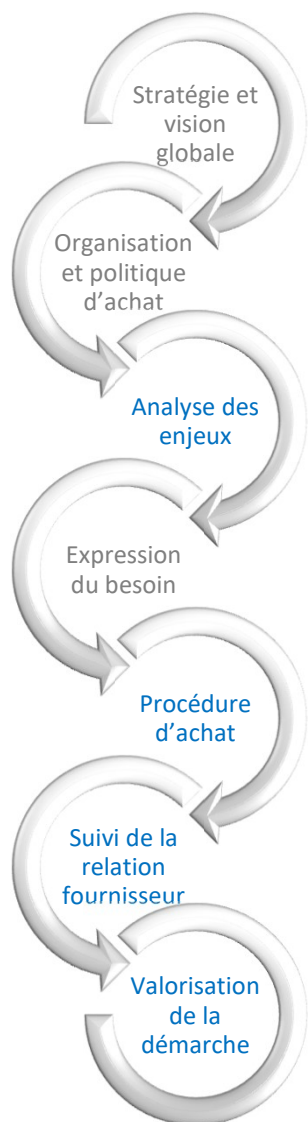 Stratégie et
vision
globale
Organisation
et politique
d'achat
Analyse des
enjeux
Expression
du besoin
Procédure
d'achat
Suivi de la
relation
fournisseur
Valorisation
de la
démarche